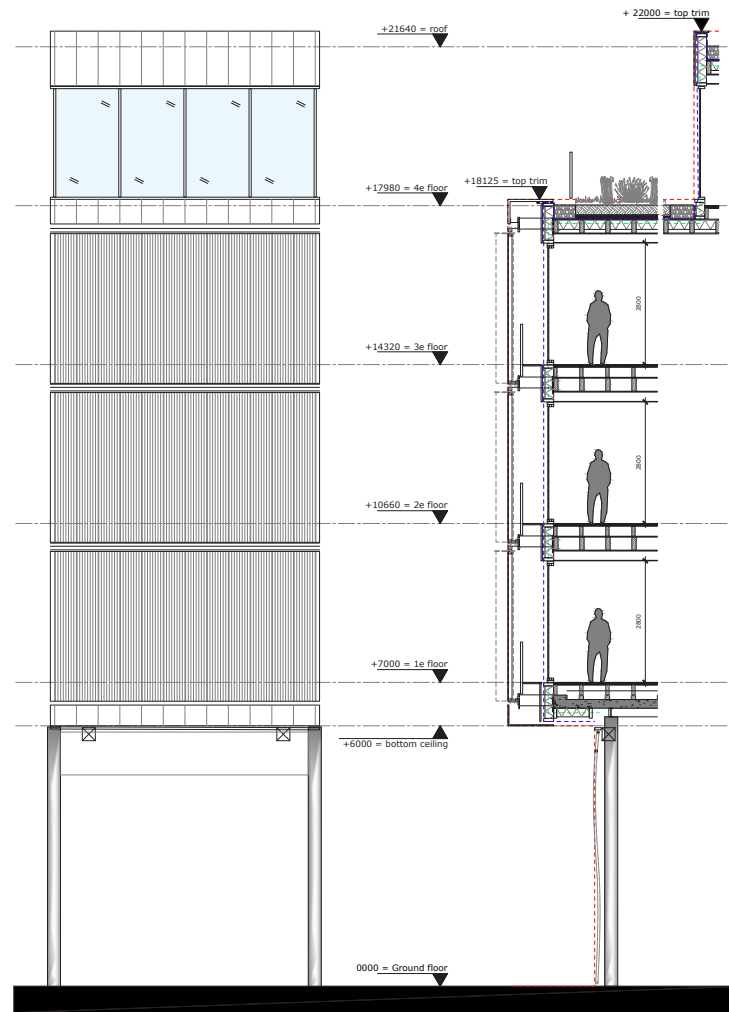 + 22000 = top trim
+21640 = roof
+18125 = top trim
+17980 = 4e floor
2800
+14320 = 3e floor
2800
+10660 = 2e floor
2800
+7000 = 1e floor
+6000 = bottom ceiling
0000 = Ground floor